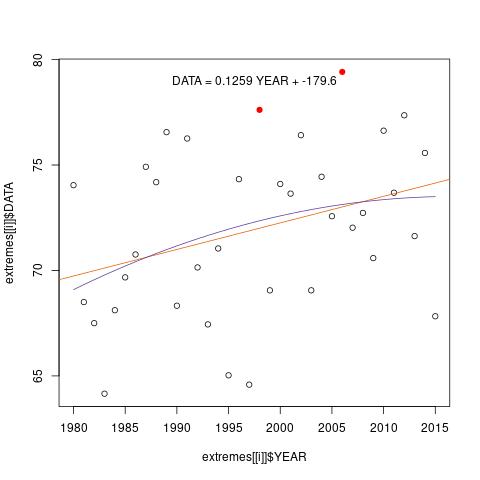 DATA = 0.1259 YEAR + -179.6
80
75
70
65
extremes[[i]]$DATA
1980 1985 1990 1995 2000 2005 2010 2015
extremes[[i]]$YEAR